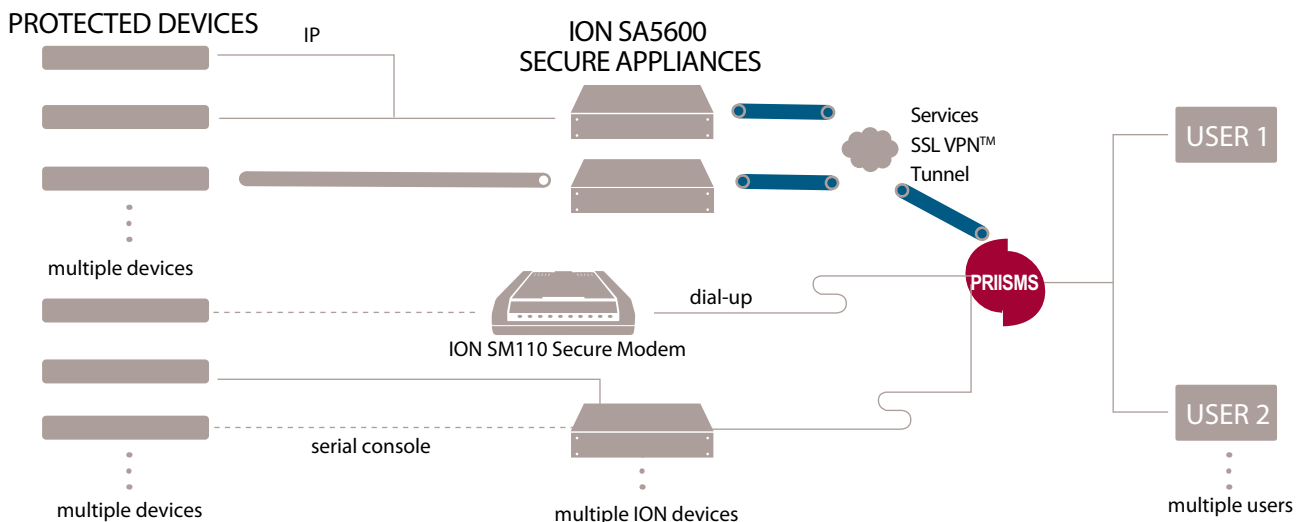 PROTECTED DEVICES
IP
ION SA5600
SECURE APPLIANCES
Services
SSL VPN™
Tunnel
USER 1
multiple devices
PRIISMS
dial-up
ION SM110 Secure Modem
USER 2
serial console
multiple devices
multiple ION devices
multiple users